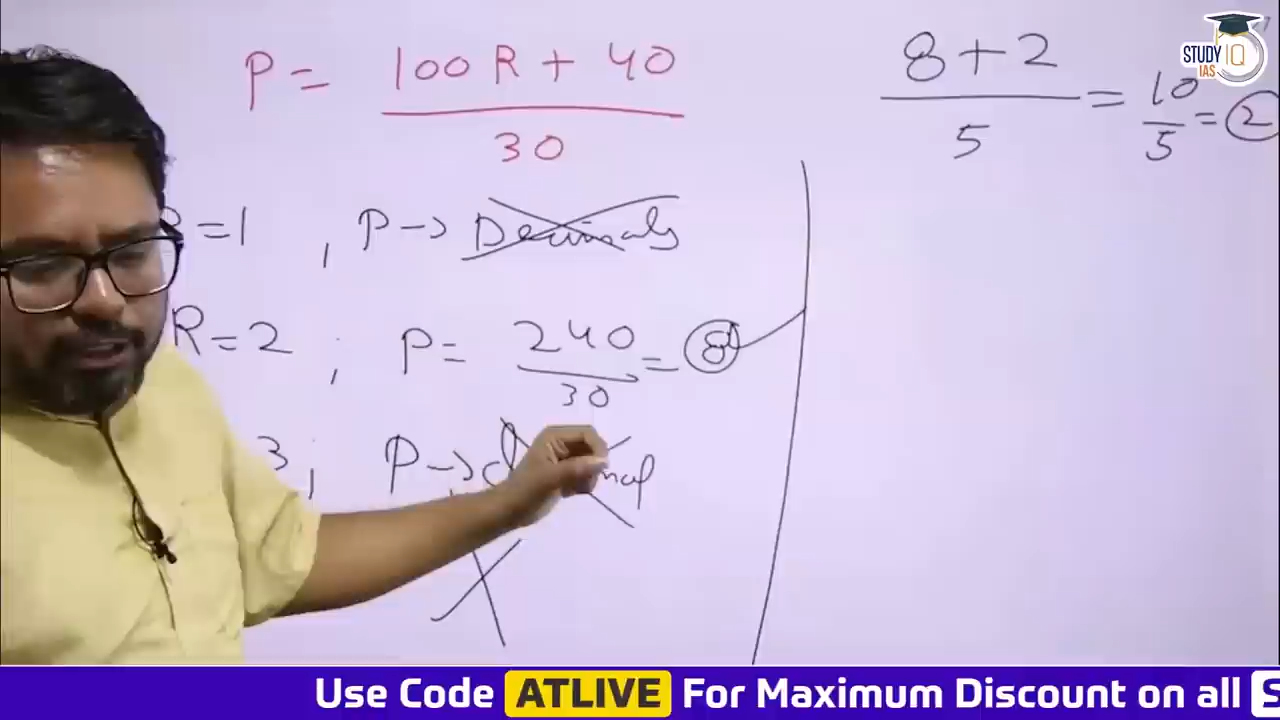 P = 100 R + 40 / 30
8 + 2 / 5 = 10 / 5 = 2
STUDY IQ
IAS
R = 1 , P → Decimals
R = 2 ; P = 240 / 30 = 8
3 ; P →
Use Code ATLIVE For Maximum Discount on all S